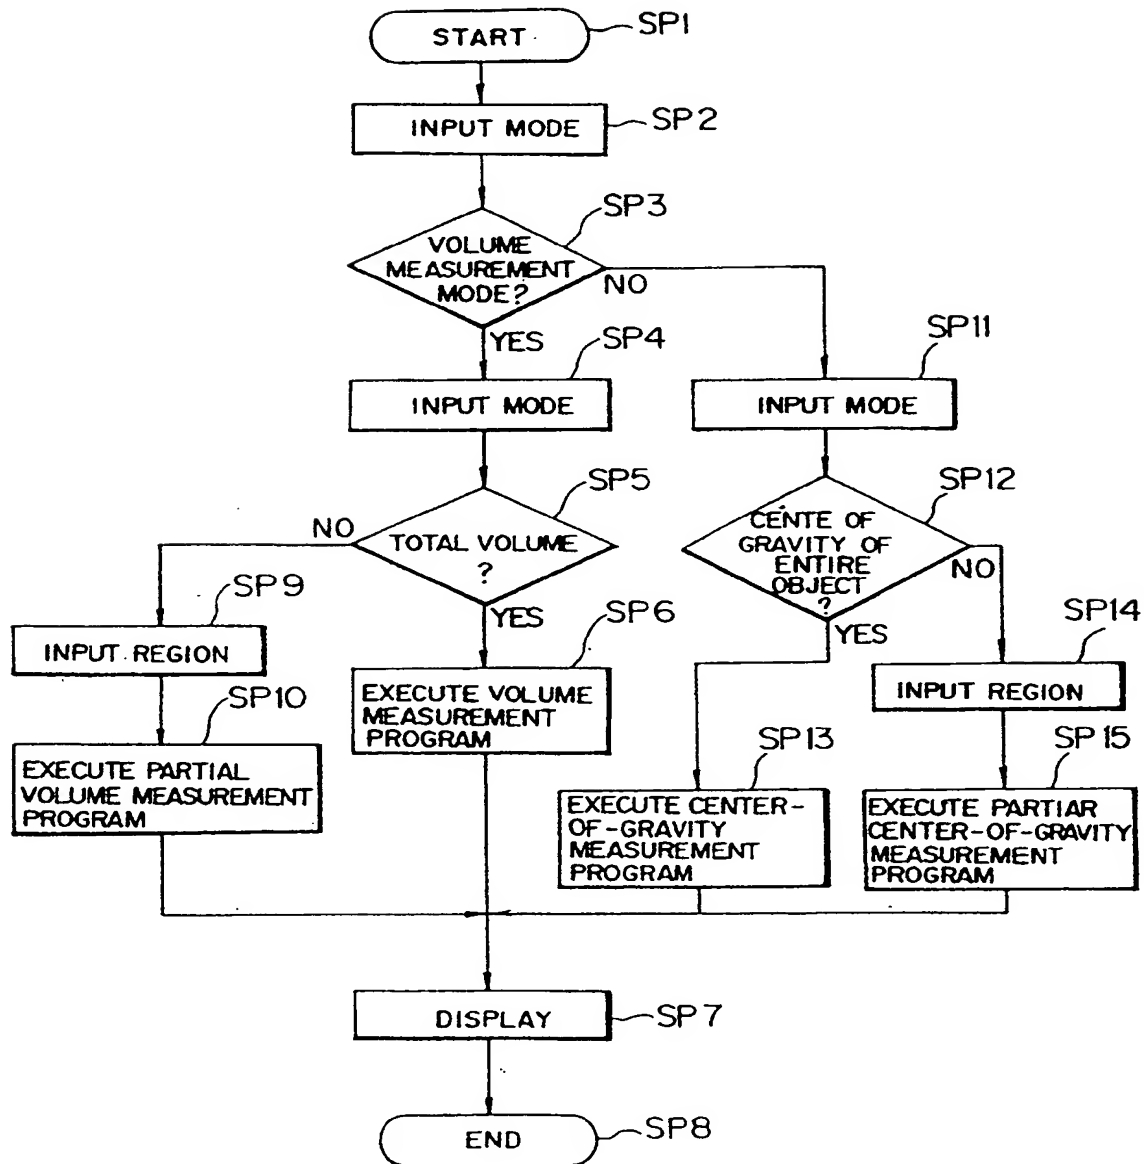 START
SP1
INPUT MODE
SP2
SP3
VOLUME
MEASUREMENT
MODE?
NO
YES
SP4
INPUT MODE
SP11
INPUT MODE
SP5
TOTAL VOLUME
?
NO
YES
SP12
CENTE OF
GRAVITY OF
ENTIRE
OBJECT
?
NO
YES
SP9
INPUT REGION
SP6
EXECUTE VOLUME
MEASUREMENT
PROGRAM
SP14
INPUT REGION
SP10
EXECUTE PARTIAL
VOLUME MEASUREMENT
PROGRAM
SP13
EXECUTE CENTER-
OF-GRAVITY
MEASUREMENT
PROGRAM
SP15
EXECUTE PARTIAR
CENTER-OF-GRAVITY
MEASUREMENT
PROGRAM
DISPLAY
SP7
END
SP8